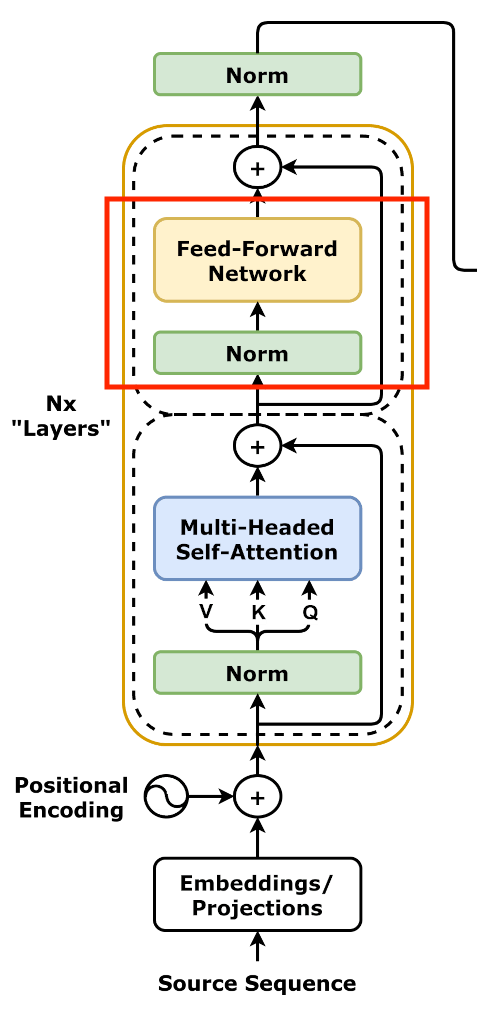 Norm
+
Feed-Forward
Network
Norm
Nx
"Layers"
+
Multi-Headed
Self-Attention
V K Q
Norm
Positional
Encoding
+
Embeddings/
Projections
Source Sequence